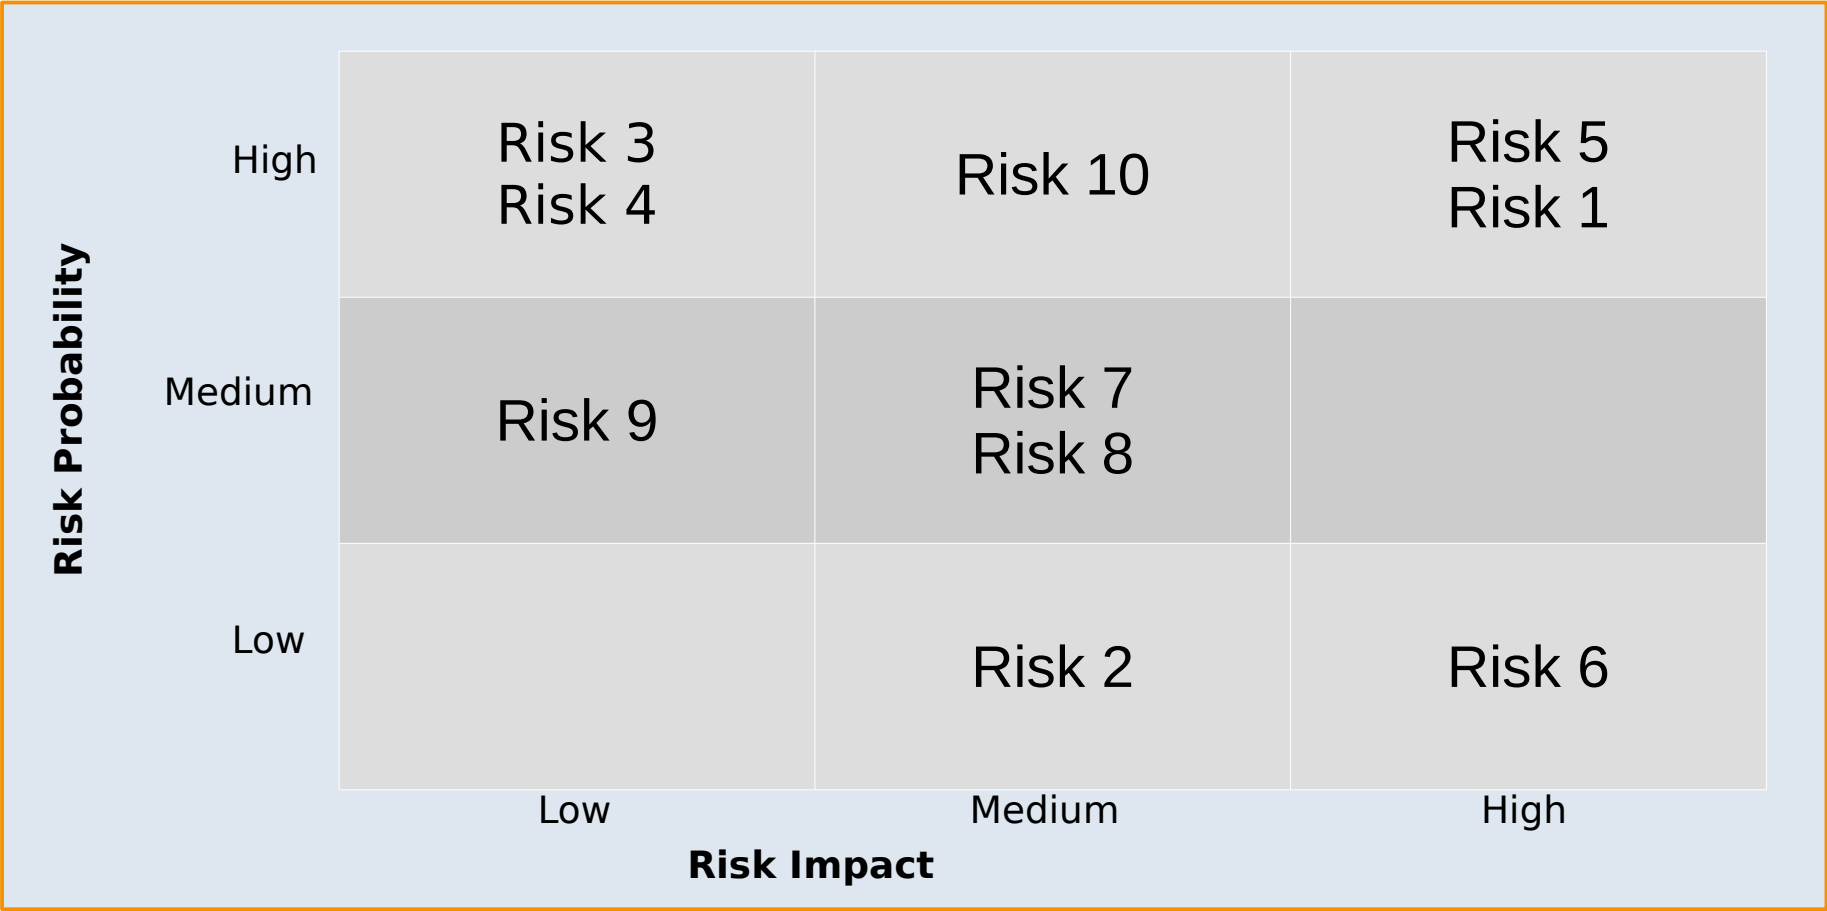 Risk Probability
High
Risk 3
Risk 4
Risk 10
Risk 5
Risk 1
Medium
Risk 9
Risk 7
Risk 8
Low
Risk 2
Risk 6
Low
Medium
High
Risk Impact